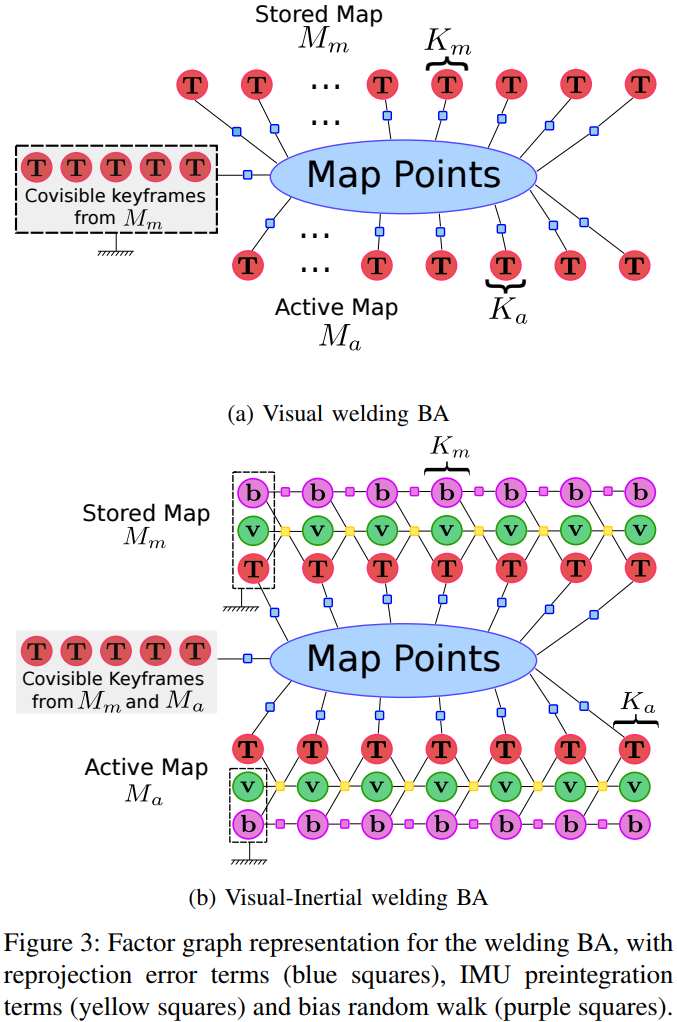 Stored Map
M_m
K_m
T T ... T T T T T
...
T T T T T
Covisible keyframes
from M_m
Map Points
...
T ... T T T T T
K_a
Active Map
M_a
(a) Visual welding BA
K_m
b b b b b b b
Stored Map
M_m
v v v v v v v
T T T T T T T
T T T T T
Covisible Keyframes
from M_m and M_a
Map Points
K_a
T T T T T T T
Active Map
M_a
v v v v v v v
b b b b b b b
(b) Visual-Inertial welding BA
Figure 3: Factor graph representation for the welding BA, with
reprojection error terms (blue squares), IMU preintegration
terms (yellow squares) and bias random walk (purple squares).